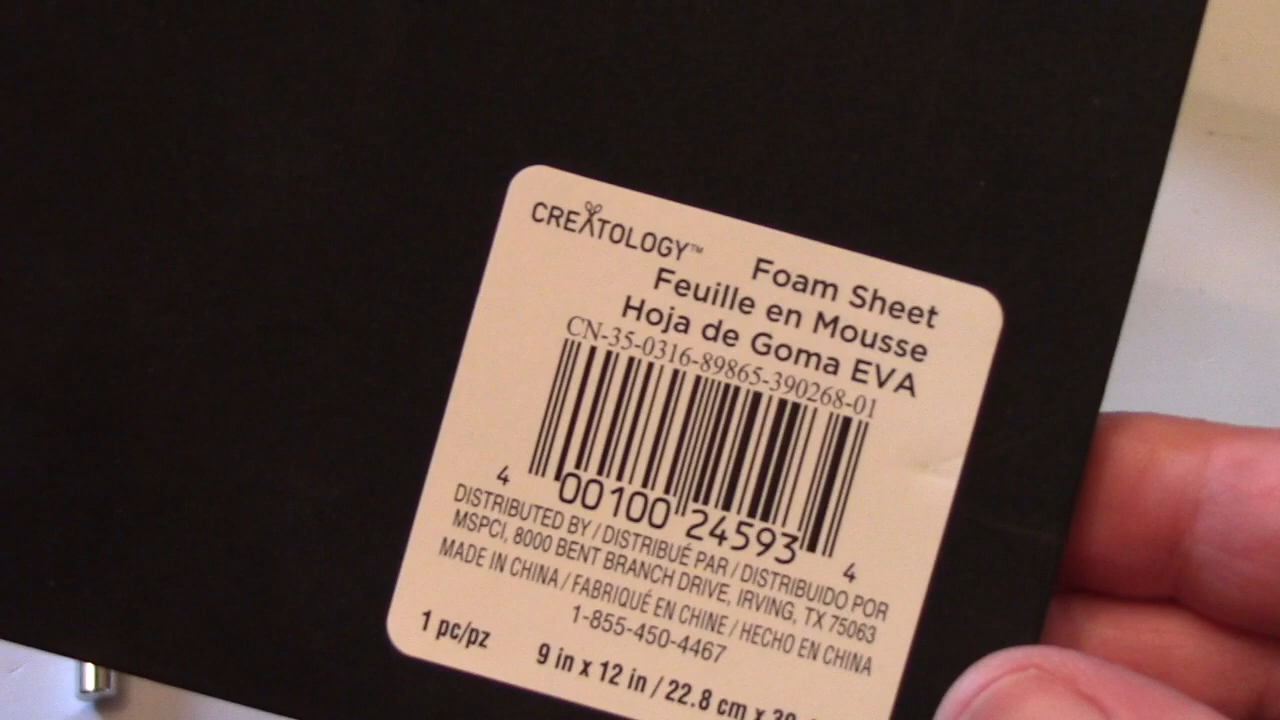 CREATOLOGY™
Foam Sheet
Feuille en Mousse
Hoja de Goma EVA
CN-35-0316-89865-390268-01
4 00100 24593 4
DISTRIBUTED BY / DISTRIBUÉ PAR / DISTRIBUIDO POR
MSPCI, 8000 BENT BRANCH DRIVE, IRVING, TX 75063
MADE IN CHINA / FABRIQUÉ EN CHINE / HECHO EN CHINA
1-855-450-4467
1 pc/pz
9 in x 12 in / 22.8 cm x